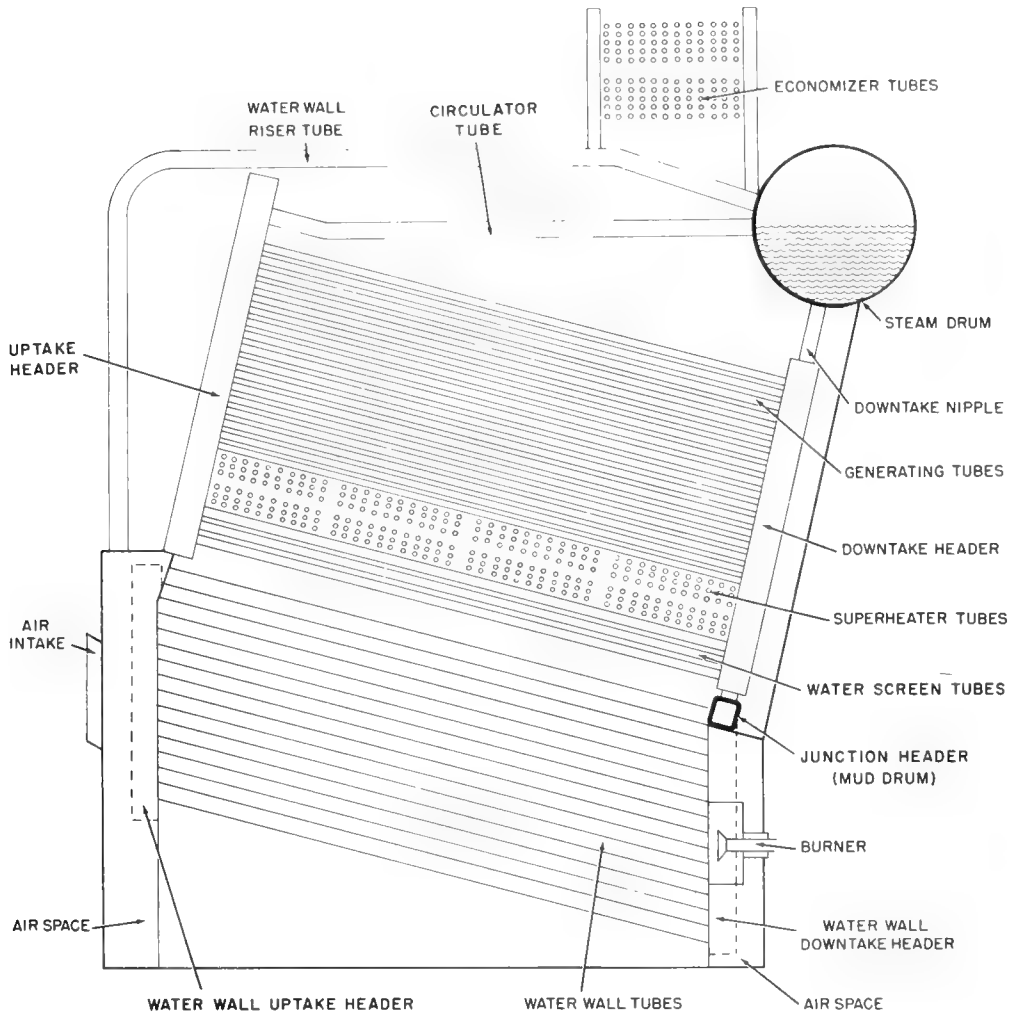 ECONOMIZER TUBES
WATER WALL
RISER TUBE
CIRCULATOR
TUBE
STEAM DRUM
UPTAKE
HEADER
DOWNTAKE NIPPLE
GENERATING TUBES
DOWNTAKE HEADER
SUPERHEATER TUBES
AIR
INTAKE
WATER SCREEN TUBES
JUNCTION HEADER
(MUD DRUM)
BURNER
AIR SPACE
WATER WALL
DOWNTAKE HEADER
WATER WALL UPTAKE HEADER
WATER WALL TUBES
AIR SPACE